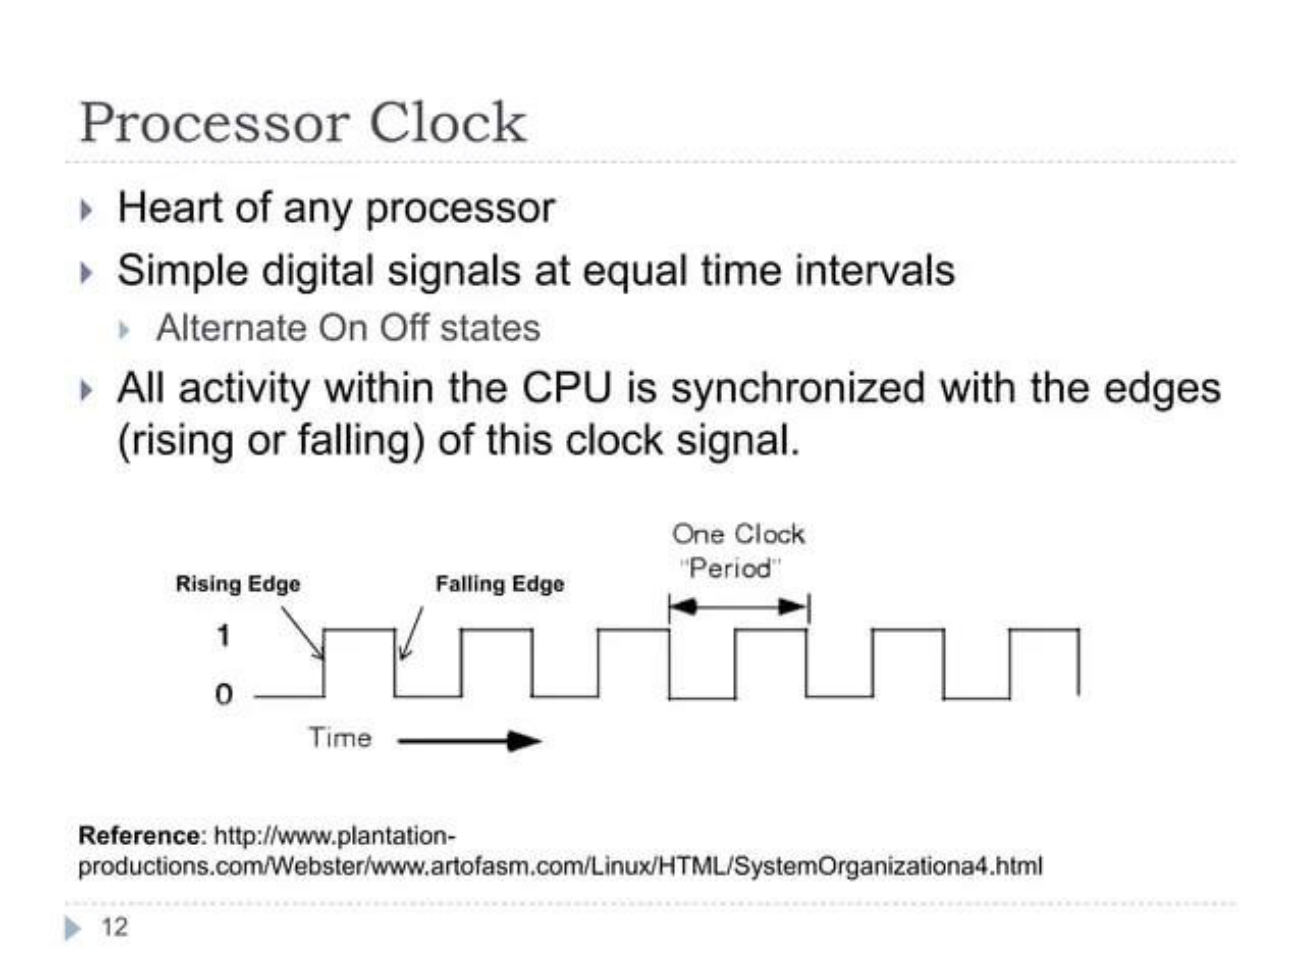 Processor Clock
Heart of any processor
Simple digital signals at equal time intervals
Alternate On Off states
All activity within the CPU is synchronized with the edges
(rising or falling) of this clock signal.
One Clock
"Period"
Rising Edge
Falling Edge
1
0
Time
Reference: http://www.plantation-
productions.com/Webster/www.artofasm.com/Linux/HTML/SystemOrganizationa4.html
12